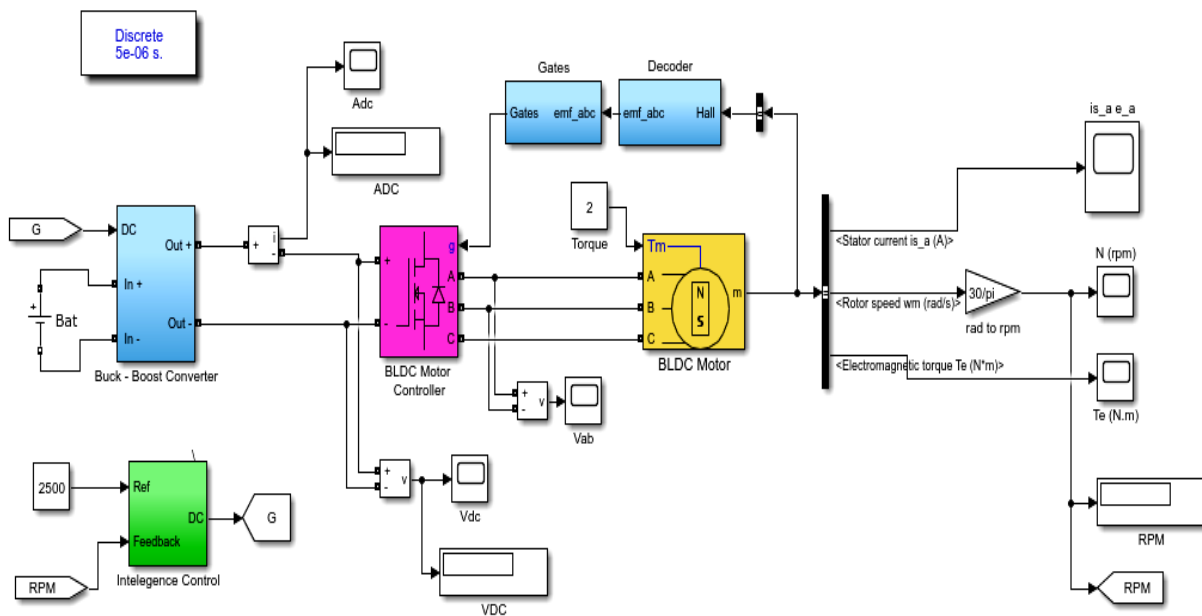 Discrete
5e-06 s.
Adc
ADC
Gates
Gates
emf_abc
Decoder
emf_abc
Hall
is_a e_a
G
DC
In +
In -
Out +
Out -
Buck - Boost Converter
+
Bat
+
-
i
g
+
-
A
B
C
BLDC Motor
Controller
2
Torque
Tm
A
B
C
N
S
m
BLDC Motor
<Stator current is_a (A)>
<Rotor speed wm (rad/s)>
<Electromagnetic torque Te (N*m)>
30/pi
rad to rpm
N (rpm)
Te (N.m)
+
-
v
Vab
+
-
v
Vdc
VDC
2500
Ref
DC
Feedback
Intelegence Control
G
RPM
RPM
RPM